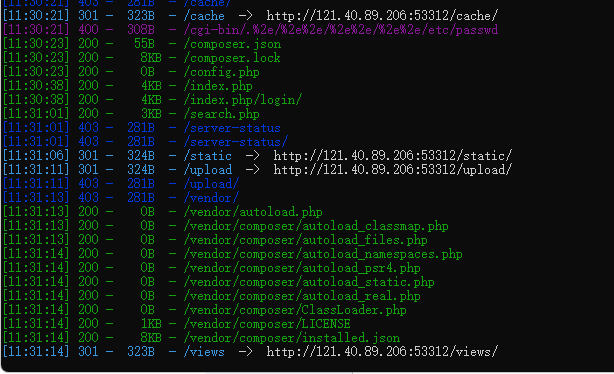 [11:30:21] 403 - 281B - /cache/
[11:30:21] 301 - 323B - /cache -> http://121.40.89.206:53312/cache/
[11:30:21] 400 - 308B - /cgi-bin/.%2e/%2e%2e/%2e%2e/%2e%2e/etc/passwd
[11:30:23] 200 - 55B - /composer.json
[11:30:23] 200 - 8KB - /composer.lock
[11:30:23] 200 - 0B - /config.php
[11:30:38] 200 - 4KB - /index.php
[11:30:38] 200 - 4KB - /index.php/login/
[11:31:01] 200 - 3KB - /search.php
[11:31:01] 403 - 281B - /server-status
[11:31:01] 403 - 281B - /server-status/
[11:31:06] 301 - 324B - /static -> http://121.40.89.206:53312/static/
[11:31:11] 301 - 324B - /upload -> http://121.40.89.206:53312/upload/
[11:31:11] 403 - 281B - /upload/
[11:31:13] 403 - 281B - /vendor/
[11:31:13] 200 - 0B - /vendor/autoload.php
[11:31:13] 200 - 0B - /vendor/composer/autoload_classmap.php
[11:31:13] 200 - 0B - /vendor/composer/autoload_files.php
[11:31:13] 200 - 0B - /vendor/composer/autoload_namespaces.php
[11:31:13] 200 - 0B - /vendor/composer/autoload_psr4.php
[11:31:13] 200 - 0B - /vendor/composer/autoload_static.php
[11:31:13] 200 - 0B - /vendor/composer/autoload_real.php
[11:31:13] 200 - 0B - /vendor/composer/ClassLoader.php
[11:31:14] 200 - 1KB - /vendor/composer/LICENSE
[11:31:14] 200 - 8KB - /vendor/composer/installed.json
[11:31:14] 301 - 323B - /views -> http://121.40.89.206:53312/views/